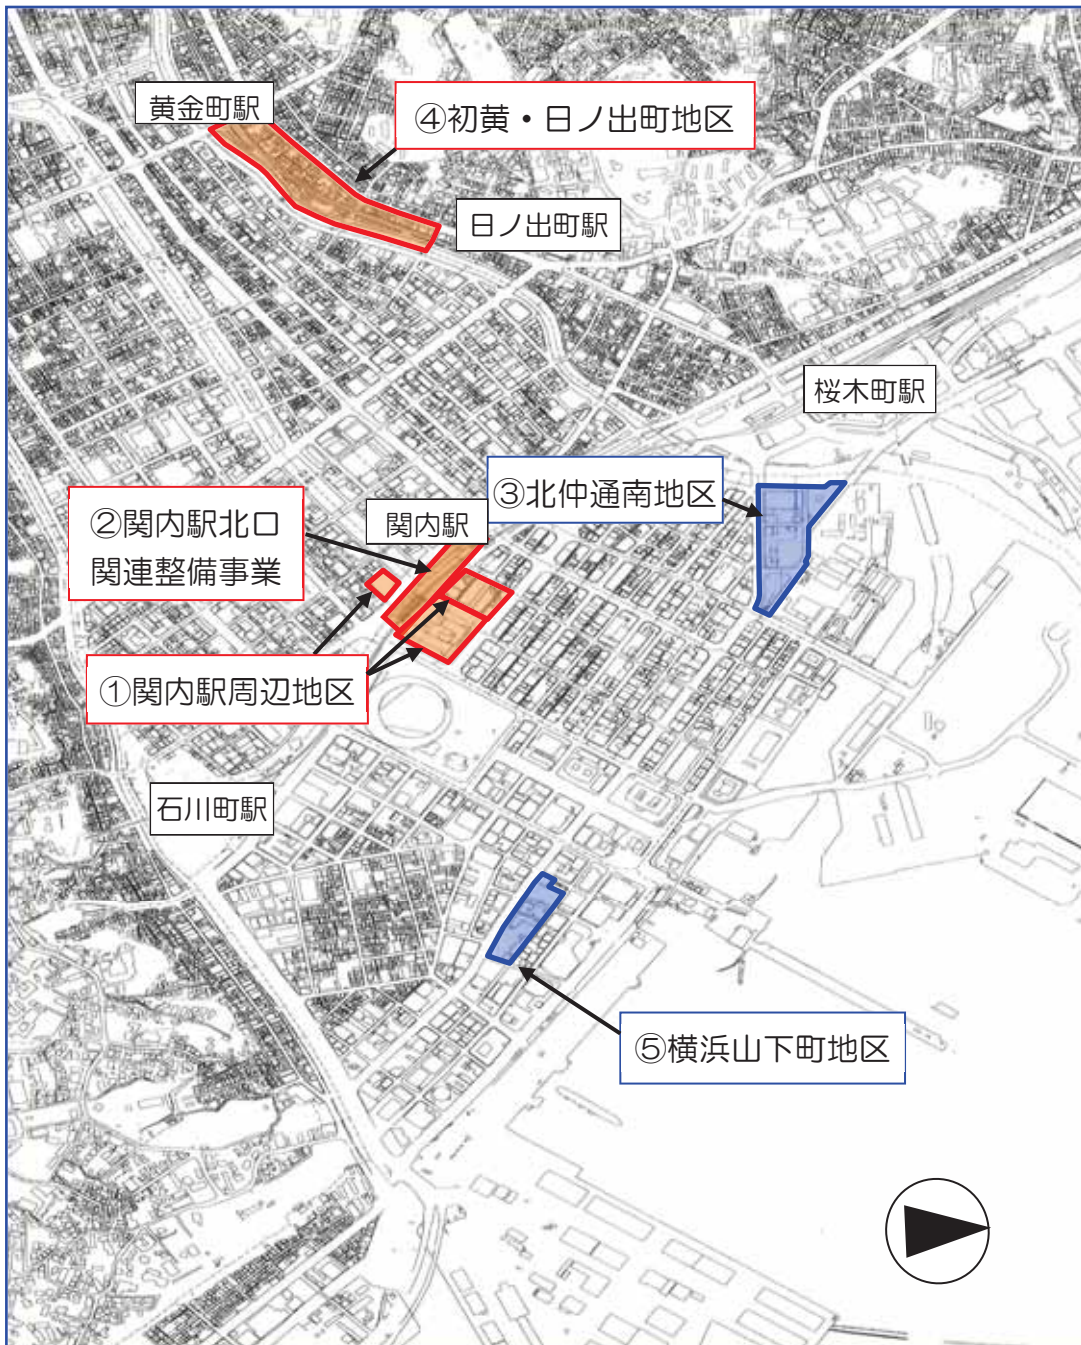 黄金町駅
④初黄・日ノ出町地区
日ノ出町駅
桜木町駅
③北仲通南地区
②関内駅北口
関連整備事業
関内駅
①関内駅周辺地区
石川町駅
⑤横浜山下町地区